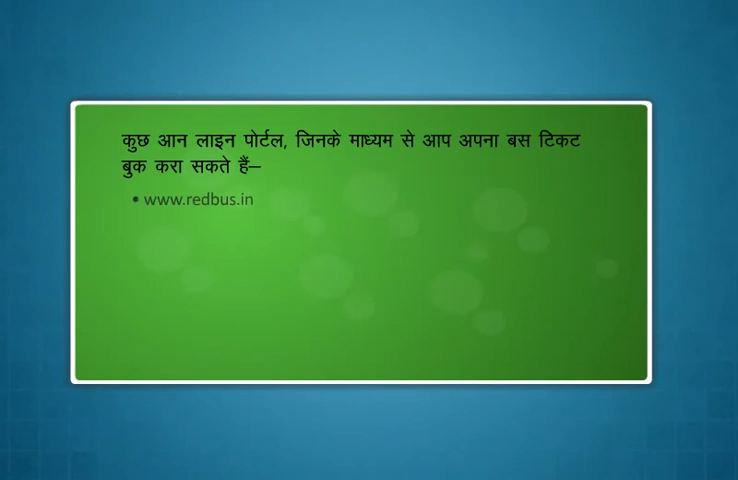 कुछ आन लाइन पोर्टल, जिनके माध्यम से आप अपना बस टिकट
बुक करा सकते हैं–
• www.redbus.in